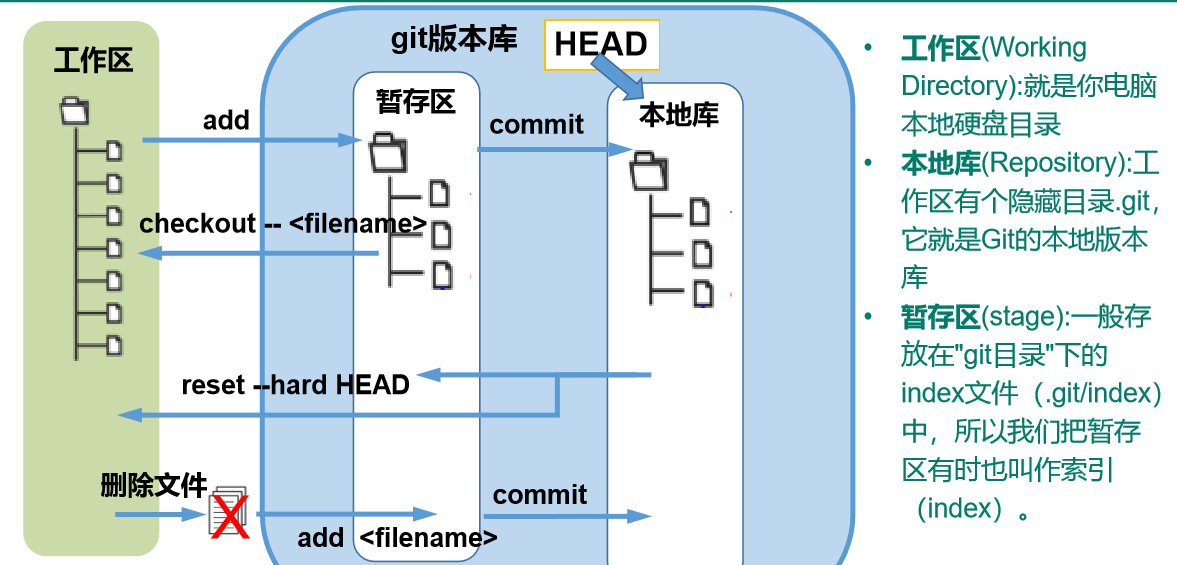 工作区
git版本库
HEAD
暂存区
本地库
add
commit
checkout -- <filename>
reset --hard HEAD
删除文件
add <filename>
commit
• 工作区(Working
Directory):就是你电脑
本地硬盘目录
• 本地库(Repository):工
作区有个隐藏目录.git,
它就是Git的本地版本
库
• 暂存区(stage):一般存
放在"git目录"下的
index文件（.git/index）
中，所以我们把暂存
区有时也叫作索引
（index）。